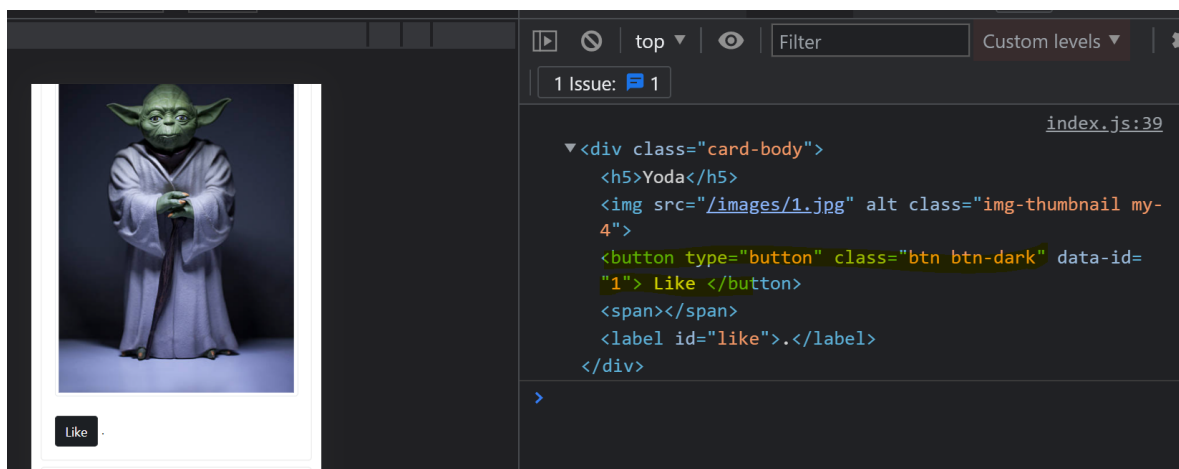 top ▼ Filter Custom levels ▼
1 Issue: 1
index.js:39
▼<div class="card-body">
<h5>Yoda</h5>
<img src="/images/1.jpg" alt class="img-thumbnail my-
4">
<button type="button" class="btn btn-dark" data-id=
"1"> Like </button>
<span></span>
<label id="like">.</label>
</div>
>
Like .